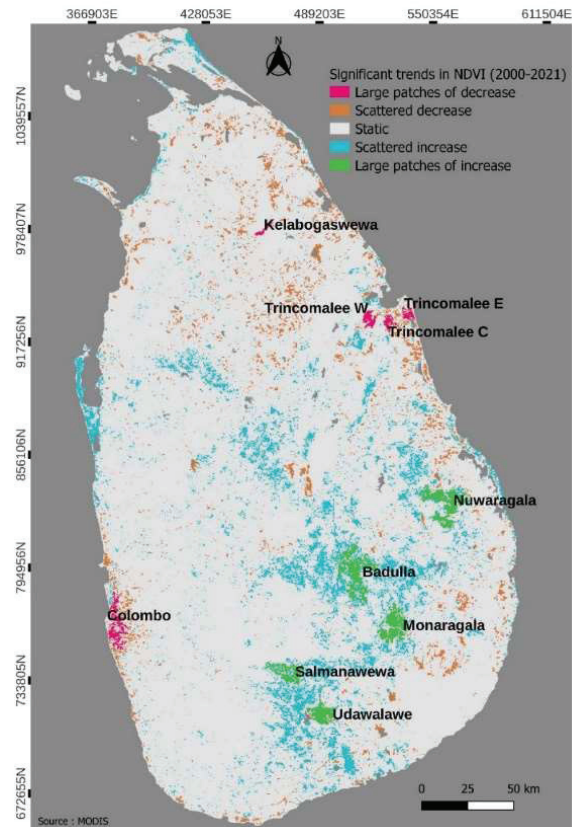 366903E 428053E 489203E 550354E 611504E
Significant trends in NDVI (2000-2021)
Large patches of decrease
Scattered decrease
Static
Scattered increase
Large patches of increase
1039557N
978407N
917256N
856106N
794956N
733805N
672655N
Kelabogaswewa
Trincomalee E
Trincomalee W
Trincomalee C
Nuwaragala
Badulla
Colombo
Monaragala
Salmanawewa
Udawalawe
0 25 50 km
Source : MODIS